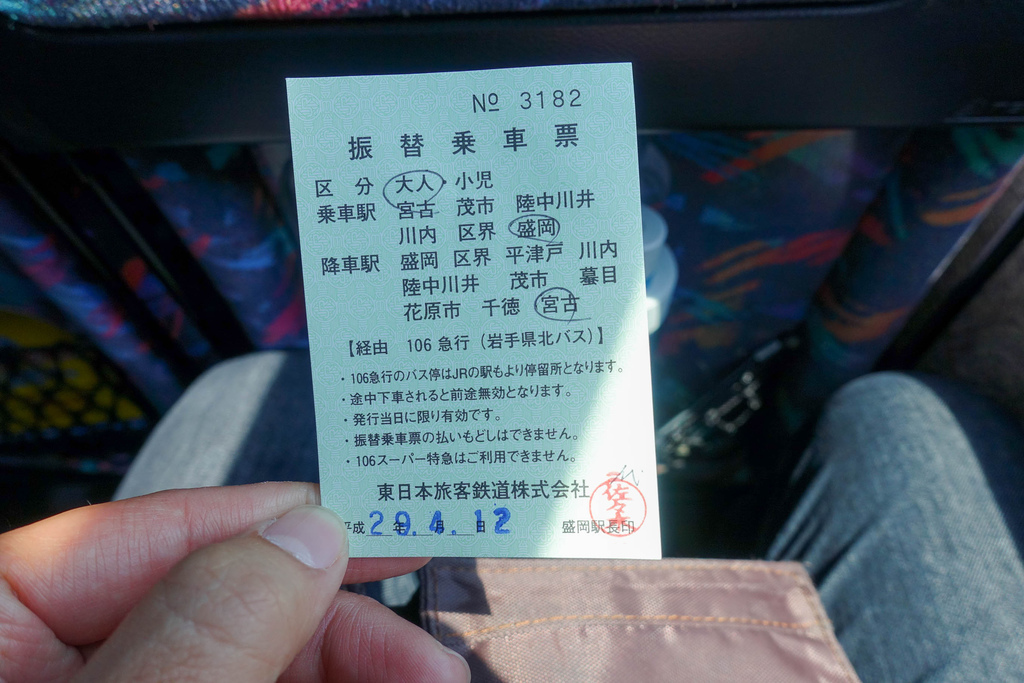 № 3182
振替乗車票
区分 大人・小児
乗車駅 宮古 茂市 陸中川井
川内 区界 盛岡
降車駅 盛岡 区界 平津戸 川内
陸中川井 茂市 蟇目
花原市 千徳 宮古
【経由 106急行(岩手県北バス)】
・106急行のバス停はJRの駅もより停留所となります。
・途中下車されると前途無効となります。
・発行当日に限り有効です。
・振替乗車票の払いもどしはできません。
・106スーパー特急はご利用できません。
東日本旅客鉄道株式会社
平成29年4.月12日 盛岡駅長印
佐々木